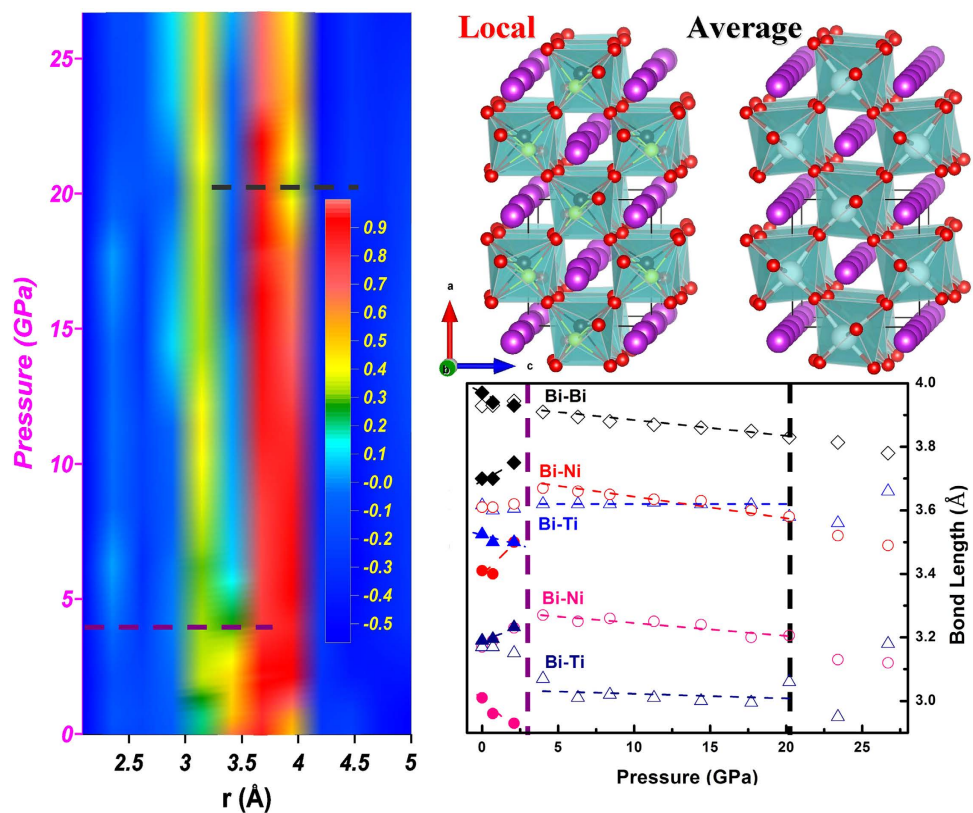 Pressure (GPa)
25
20
15
10
5
0
0.9
0.8
0.7
0.6
0.5
0.4
0.3
0.2
0.1
-0.0
-0.1
-0.2
-0.3
-0.4
-0.5
2.5 3 3.5 4 4.5 5
r (Å)
Local Average
a
b
c
Bi-Bi
Bi-Ni
Bi-Ti
Bi-Ni
Bi-Ti
4.0
3.8
3.6
3.4
3.2
3.0
Bond Length (Å)
0 5 10 15 20 25
Pressure (GPa)